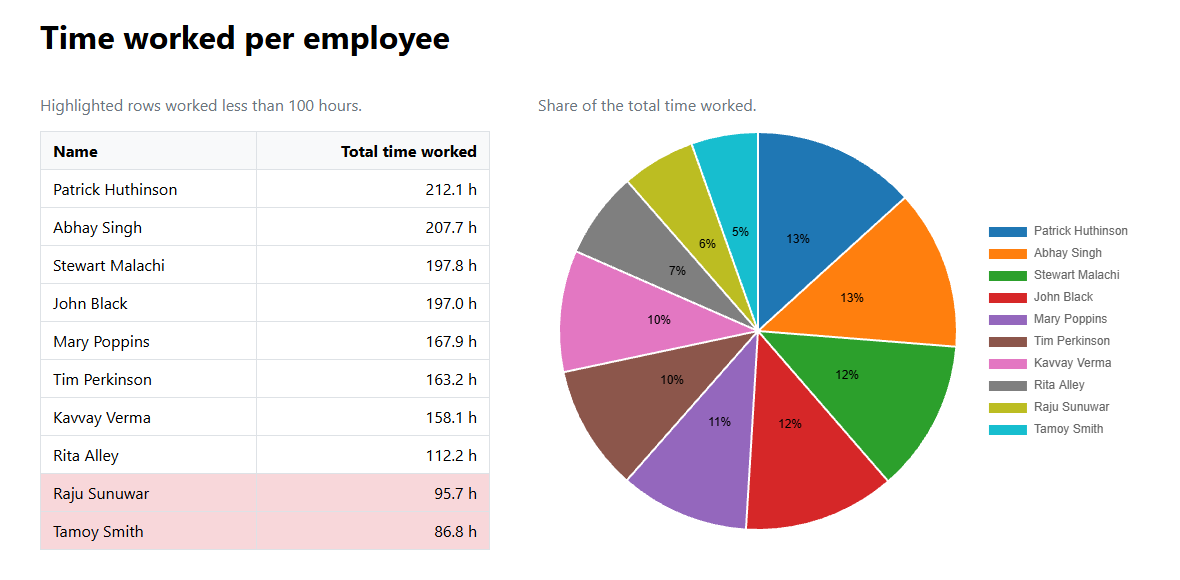 Time worked per employee
Highlighted rows worked less than 100 hours.
Name Total time worked
Patrick Huthinson 212.1 h
Abhay Singh 207.7 h
Stewart Malachi 197.8 h
John Black 197.0 h
Mary Poppins 167.9 h
Tim Perkinson 163.2 h
Kavvay Verma 158.1 h
Rita Alley 112.2 h
Raju Sunuwar 95.7 h
Tamoy Smith 86.8 h
Share of the total time worked.
13%
13%
12%
12%
11%
10%
10%
7%
6%
5%
Patrick Huthinson
Abhay Singh
Stewart Malachi
John Black
Mary Poppins
Tim Perkinson
Kavvay Verma
Rita Alley
Raju Sunuwar
Tamoy Smith